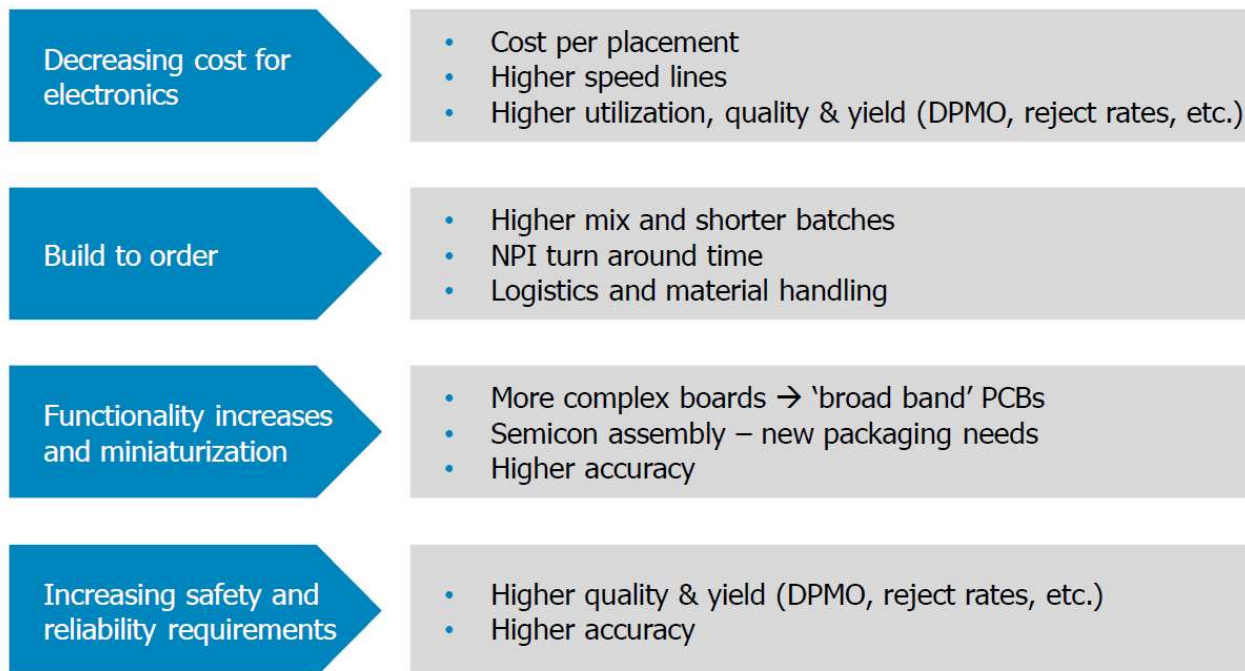 Decreasing cost for
electronics
• Cost per placement
• Higher speed lines
• Higher utilization, quality & yield (DPMO, reject rates, etc.)
Build to order
• Higher mix and shorter batches
• NPI turn around time
• Logistics and material handling
Functionality increases
and miniaturization
• More complex boards → ‘broad band’ PCBs
• Semicon assembly – new packaging needs
• Higher accuracy
Increasing safety and
reliability requirements
• Higher quality & yield (DPMO, reject rates, etc.)
• Higher accuracy